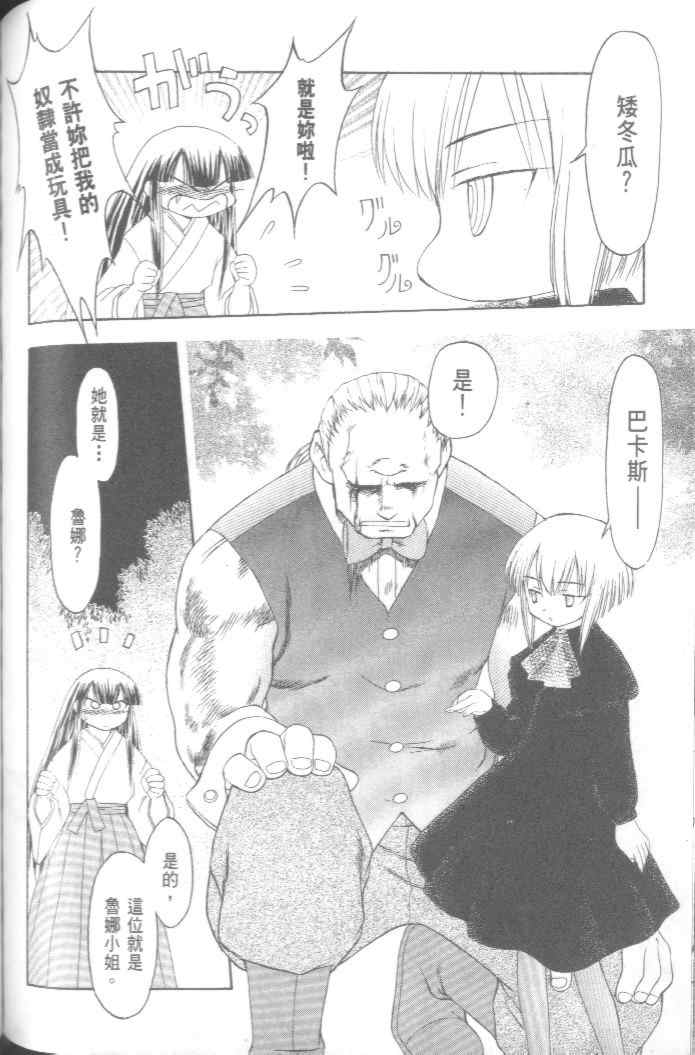 矮冬瓜?
グル
グル
就是妳啦!
がうっ
不許妳把我的
奴隸當成玩具!
巴卡斯——
是!
她就是…
魯娜?
是的,
這位就是
魯娜小姐。